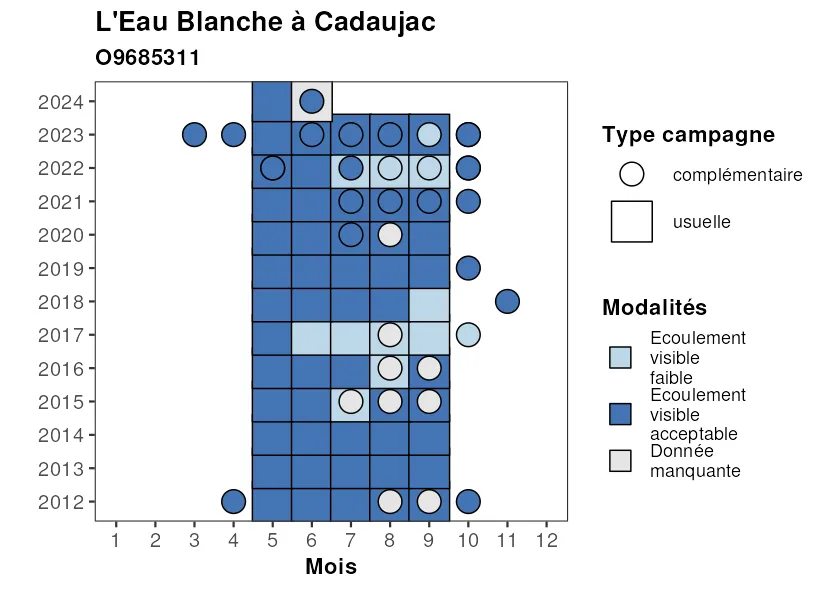 L'Eau Blanche à Cadaujac
O9685311
2024
2023
2022
2021
2020
2019
2018
2017
2016
2015
2014
2013
2012
1 2 3 4 5 6 7 8 9 10 11 12
Mois
Type campagne
complémentaire
usuelle
Modalités
Ecoulement
visible
faible
Ecoulement
visible
acceptable
Donnée
manquante